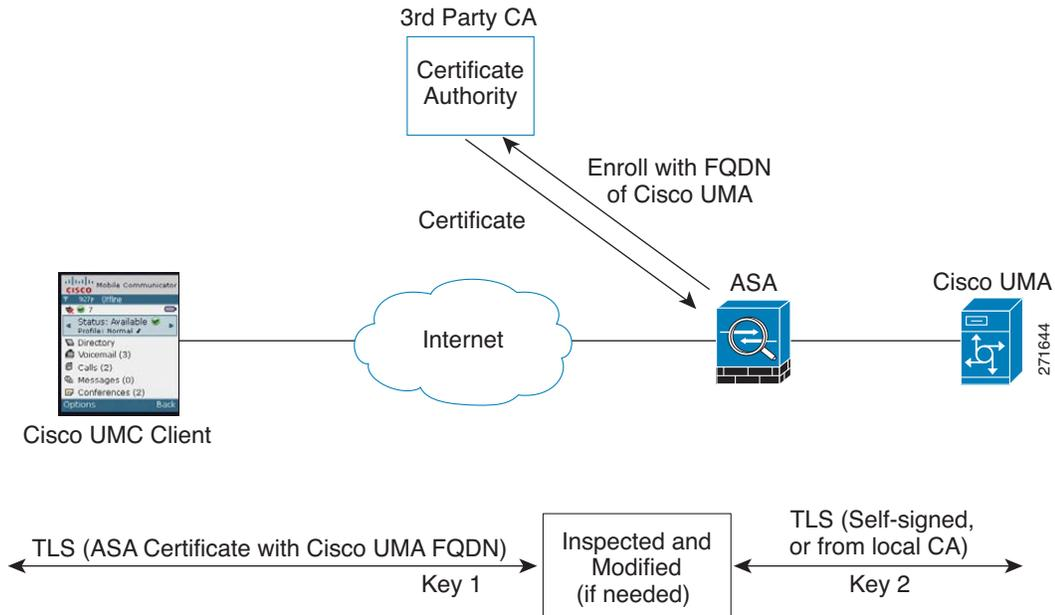 3rd Party CA
Certificate
Authority
Enroll with FQDN
of Cisco UMA
Certificate
CISCO Mobile Communicator
Offline
7
Status: Available
Profile: Normal
Directory
Voicemail (3)
Calls (2)
Messages (0)
Conferences (2)
Options Back
Cisco UMC Client
Internet
ASA
Cisco UMA
271644
TLS (ASA Certificate with Cisco UMA FQDN)
Key 1
Inspected and
Modified
(if needed)
TLS (Self-signed,
or from local CA)
Key 2